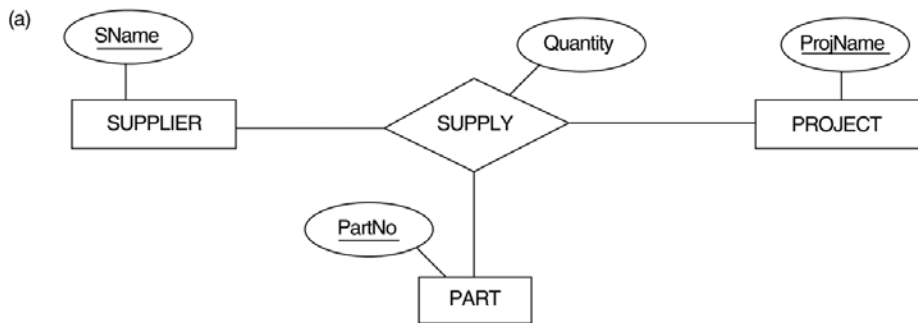 (a)
SName
Quantity
ProjName
SUPPLIER
SUPPLY
PROJECT
PartNo
PART